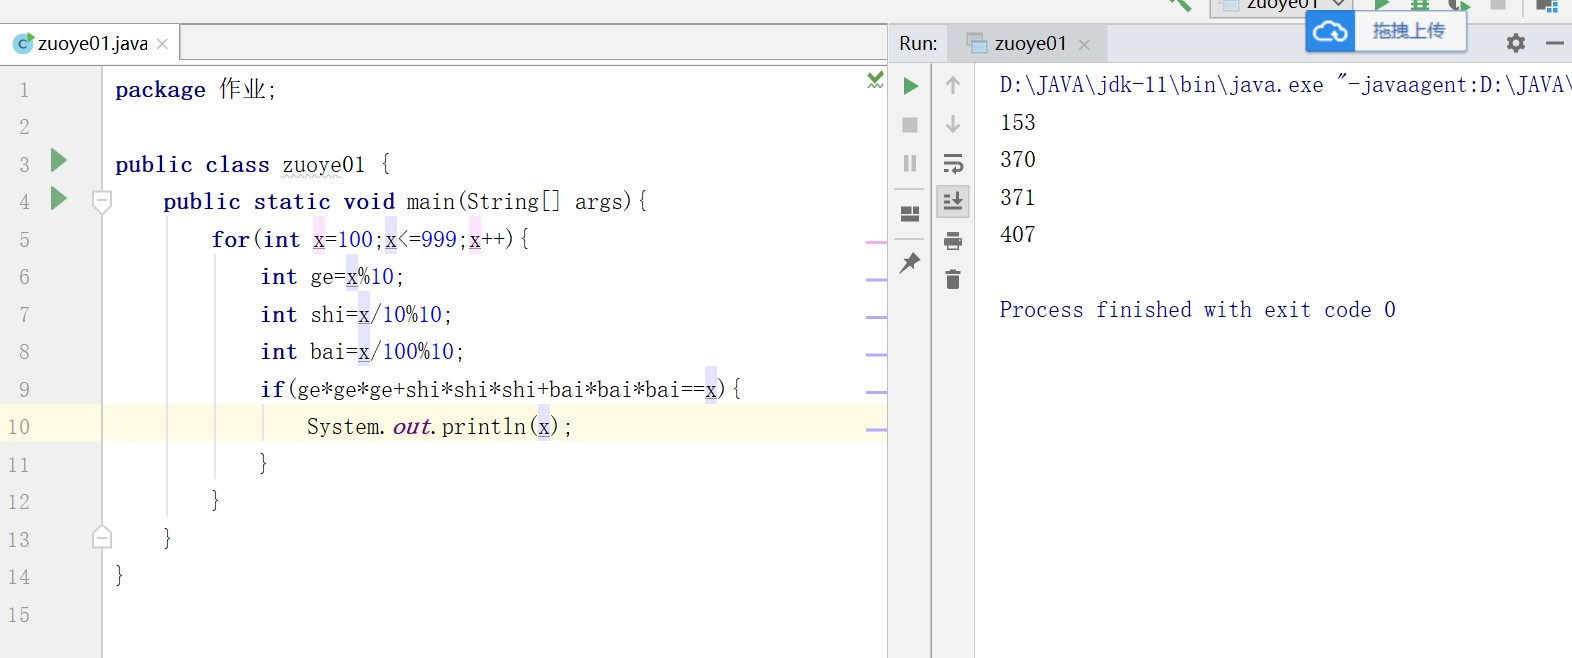 zuoye01
拖拽上传
zuoye01.java
Run:
zuoye01
1 package 作业;
2
3 public class zuoye01 {
4 public static void main(String[] args){
5 for(int x=100;x<=999;x++){
6 int ge=x%10;
7 int shi=x/10%10;
8 int bai=x/100%10;
9 if(ge*ge*ge+shi*shi*shi+bai*bai*bai==x){
10 System.out.println(x);
11 }
12 }
13 }
14 }
15
D:\JAVA\jdk-11\bin\java.exe "-javaagent:D:\JAVA\
153
370
371
407
Process finished with exit code 0